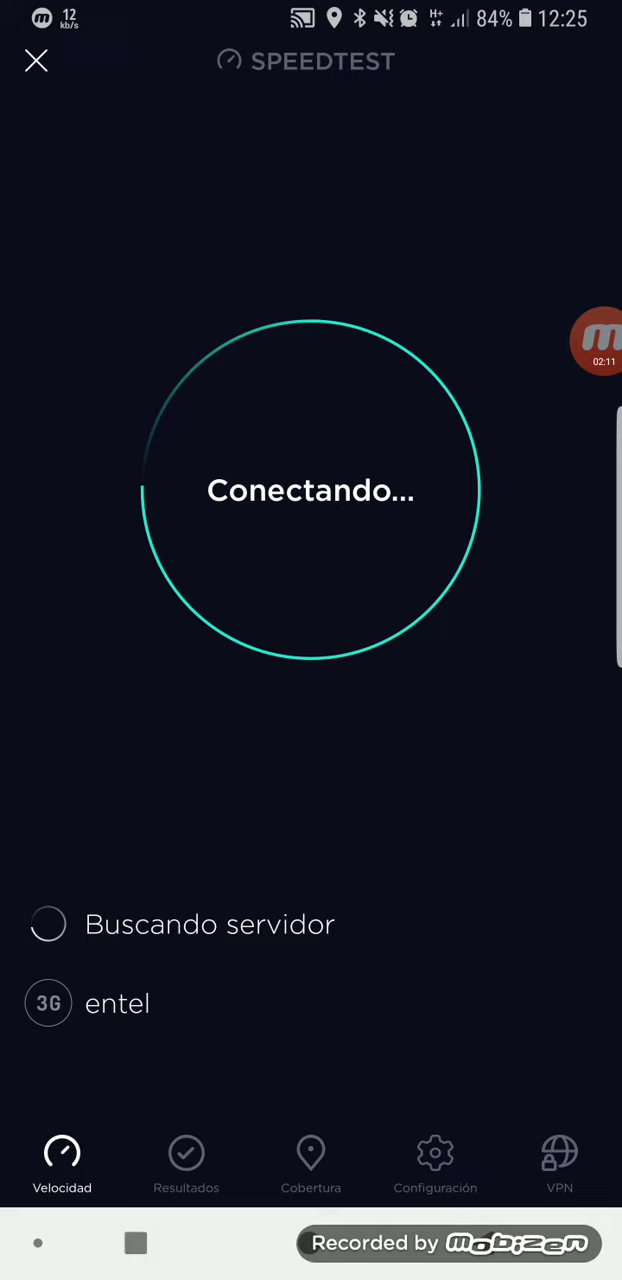 12
kb/s
H+
84%
12:25
SPEEDTEST
m
02:11
Conectando...
Buscando servidor
3G
entel
Velocidad
Resultados
Cobertura
Configuración
VPN
Recorded by mobizen